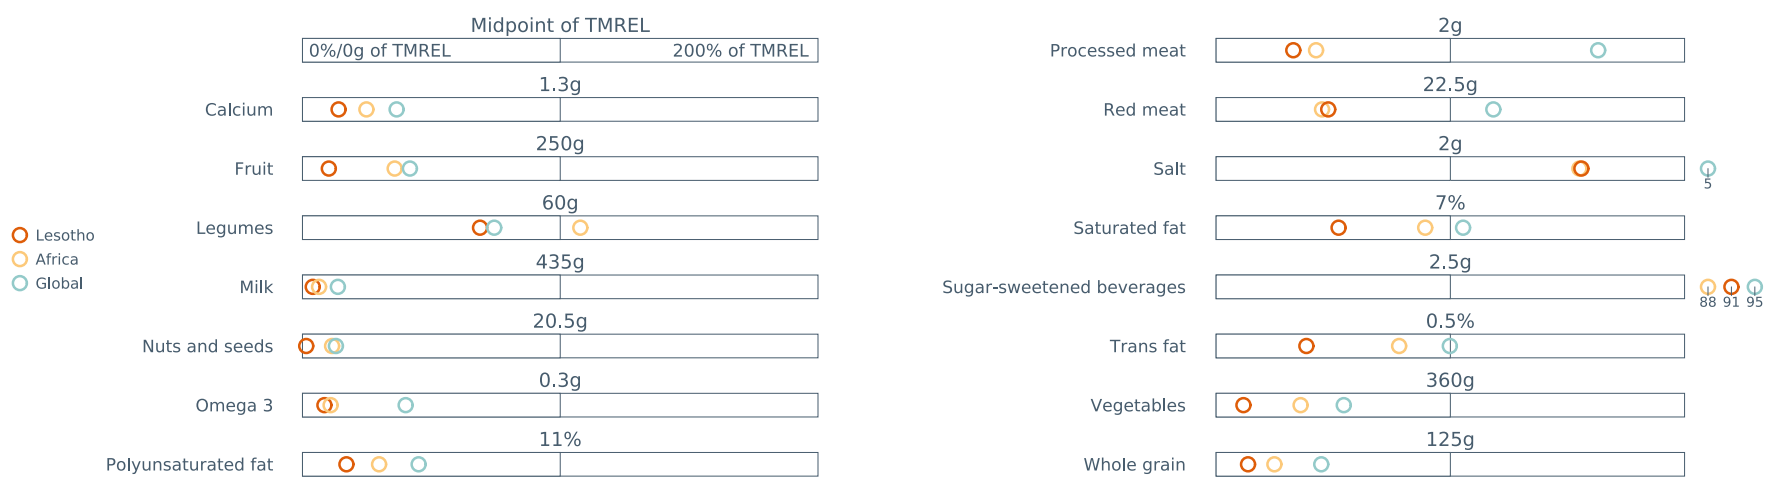 Midpoint of TMREL
0%/0g of TMREL 200% of TMREL
1.3g
Calcium
250g
Fruit
60g
Legumes
435g
Milk
20.5g
Nuts and seeds
0.3g
Omega 3
11%
Polyunsaturated fat
Lesotho
Africa
Global
2g
Processed meat
22.5g
Red meat
2g
Salt
5
7%
Saturated fat
2.5g
Sugar-sweetened beverages
88 91 95
0.5%
Trans fat
360g
Vegetables
125g
Whole grain